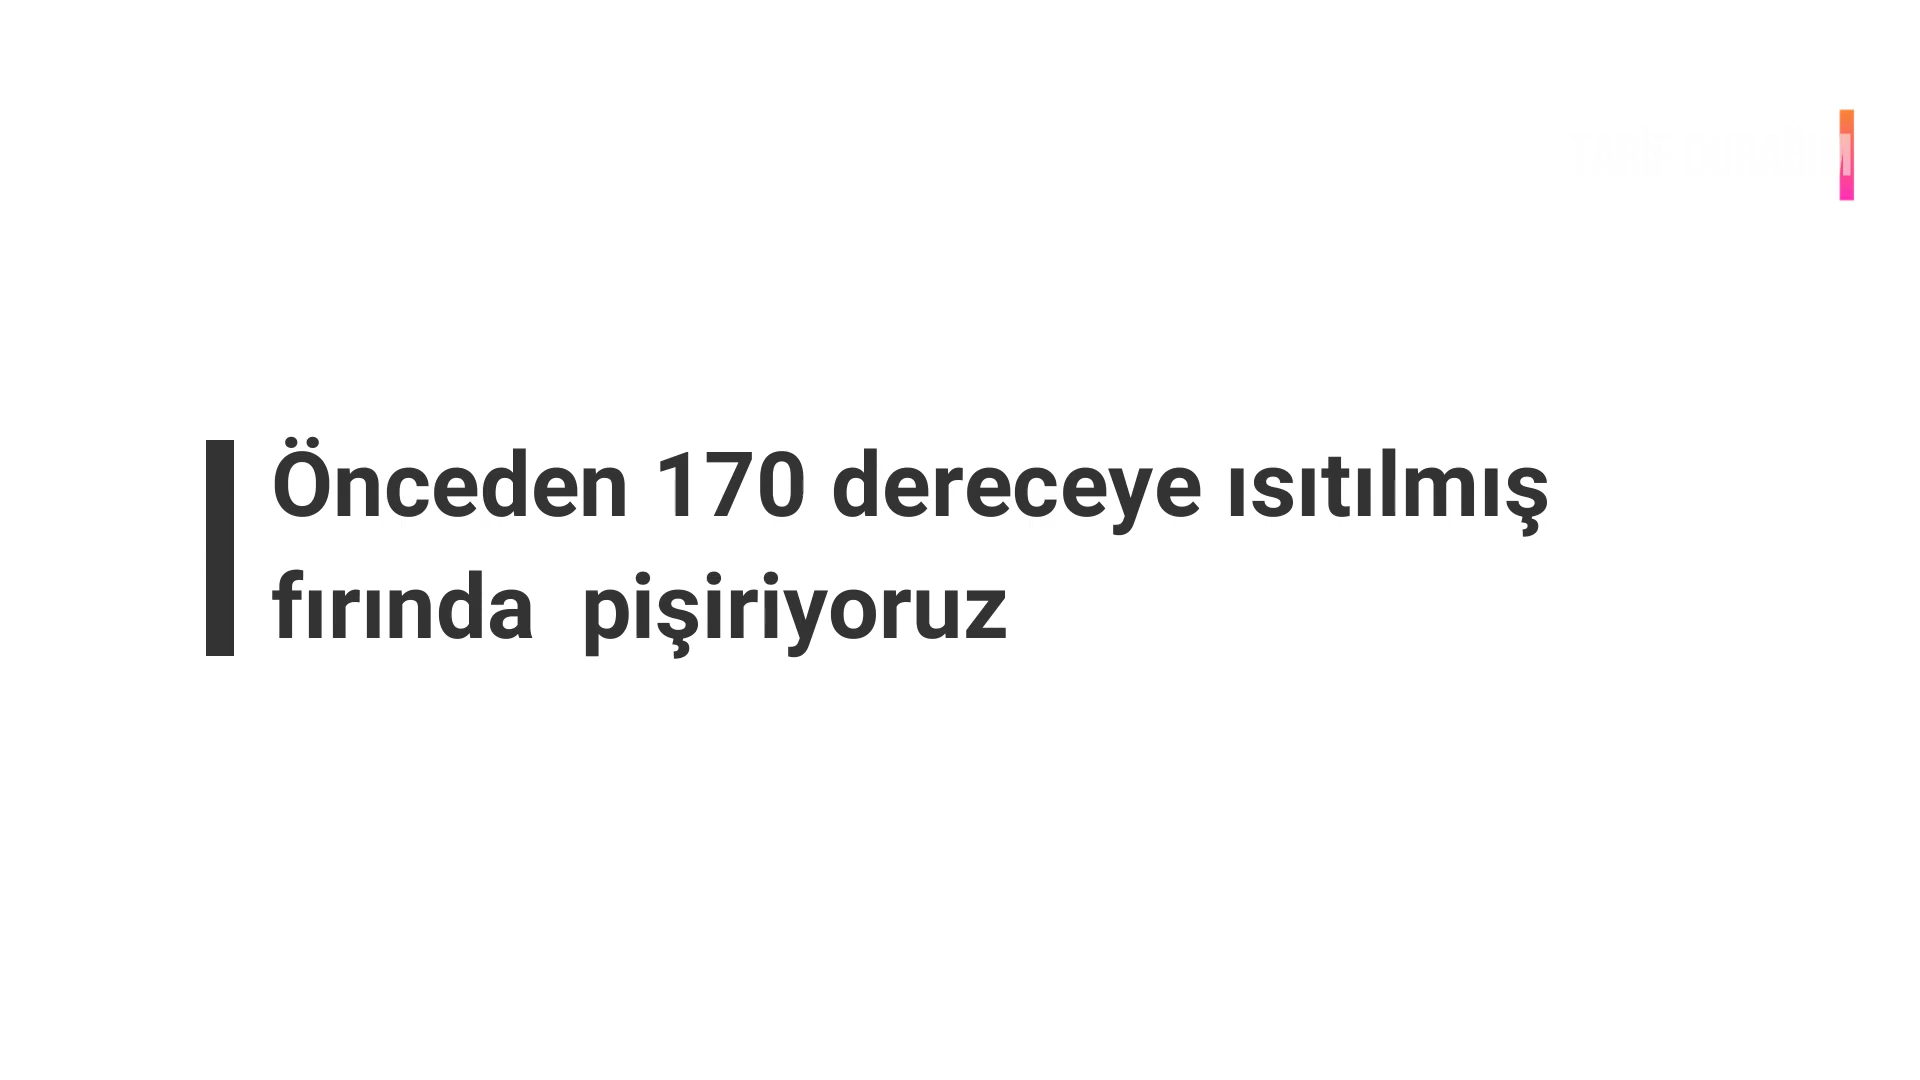 Önceden 170 dereceye ısıtılmış
fırında  pişiriyoruz